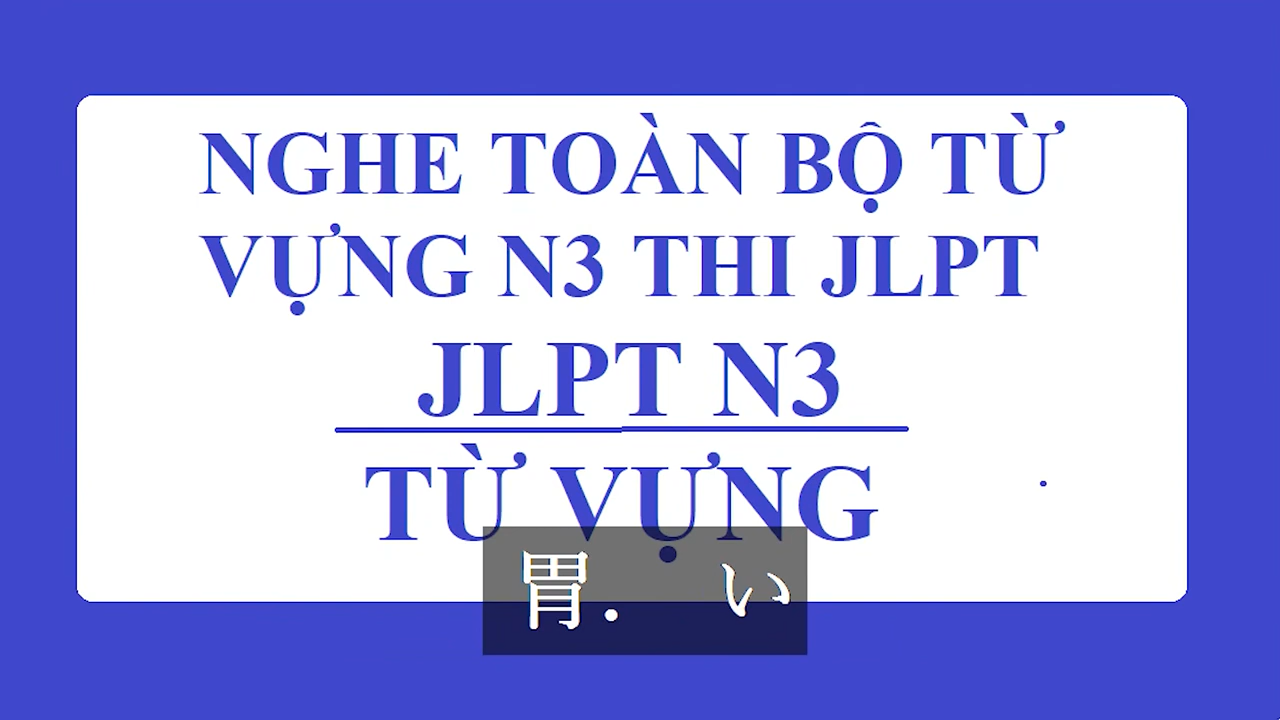 NGHE TOÀN BỘ TỪ
VỰNG N3 THI JLPT
JLPT N3
TỪ VỰNG
胃. い